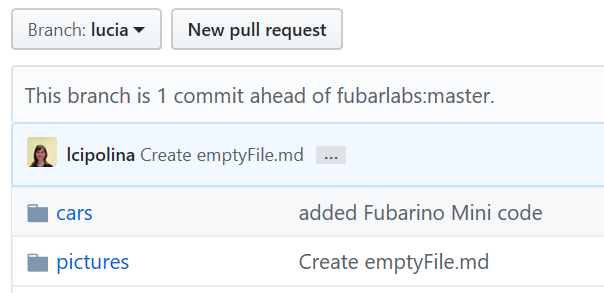 Branch: lucia New pull request
This branch is 1 commit ahead of fubarlabs:master.
lcipolina Create emptyFile.md ...
cars added Fubarino Mini code
pictures Create emptyFile.md